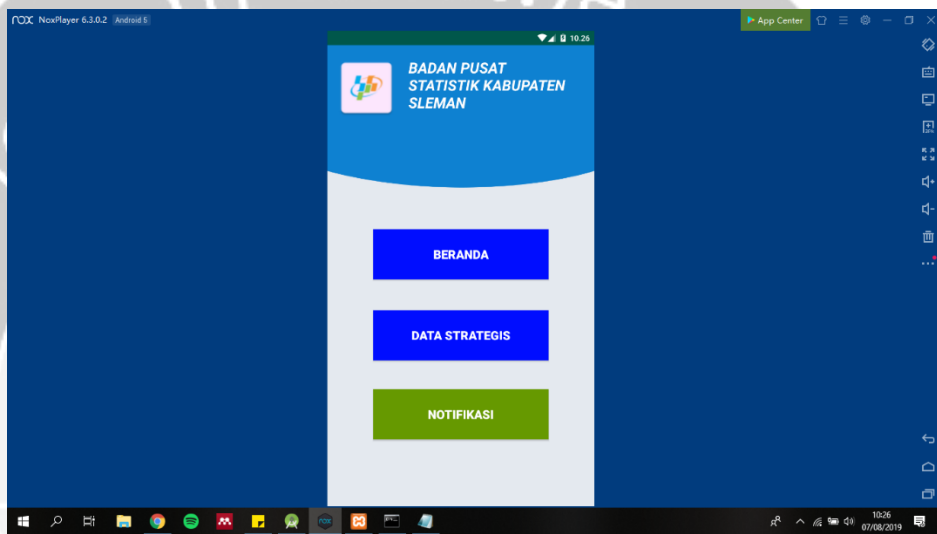 nox NoxPlayer 6.3.0.2 Android 5
App Center
10.26
BADAN PUSAT
STATISTIK KABUPATEN
SLEMAN
BERANDA
DATA STRATEGIS
NOTIFIKASI
10:26
07/08/2019